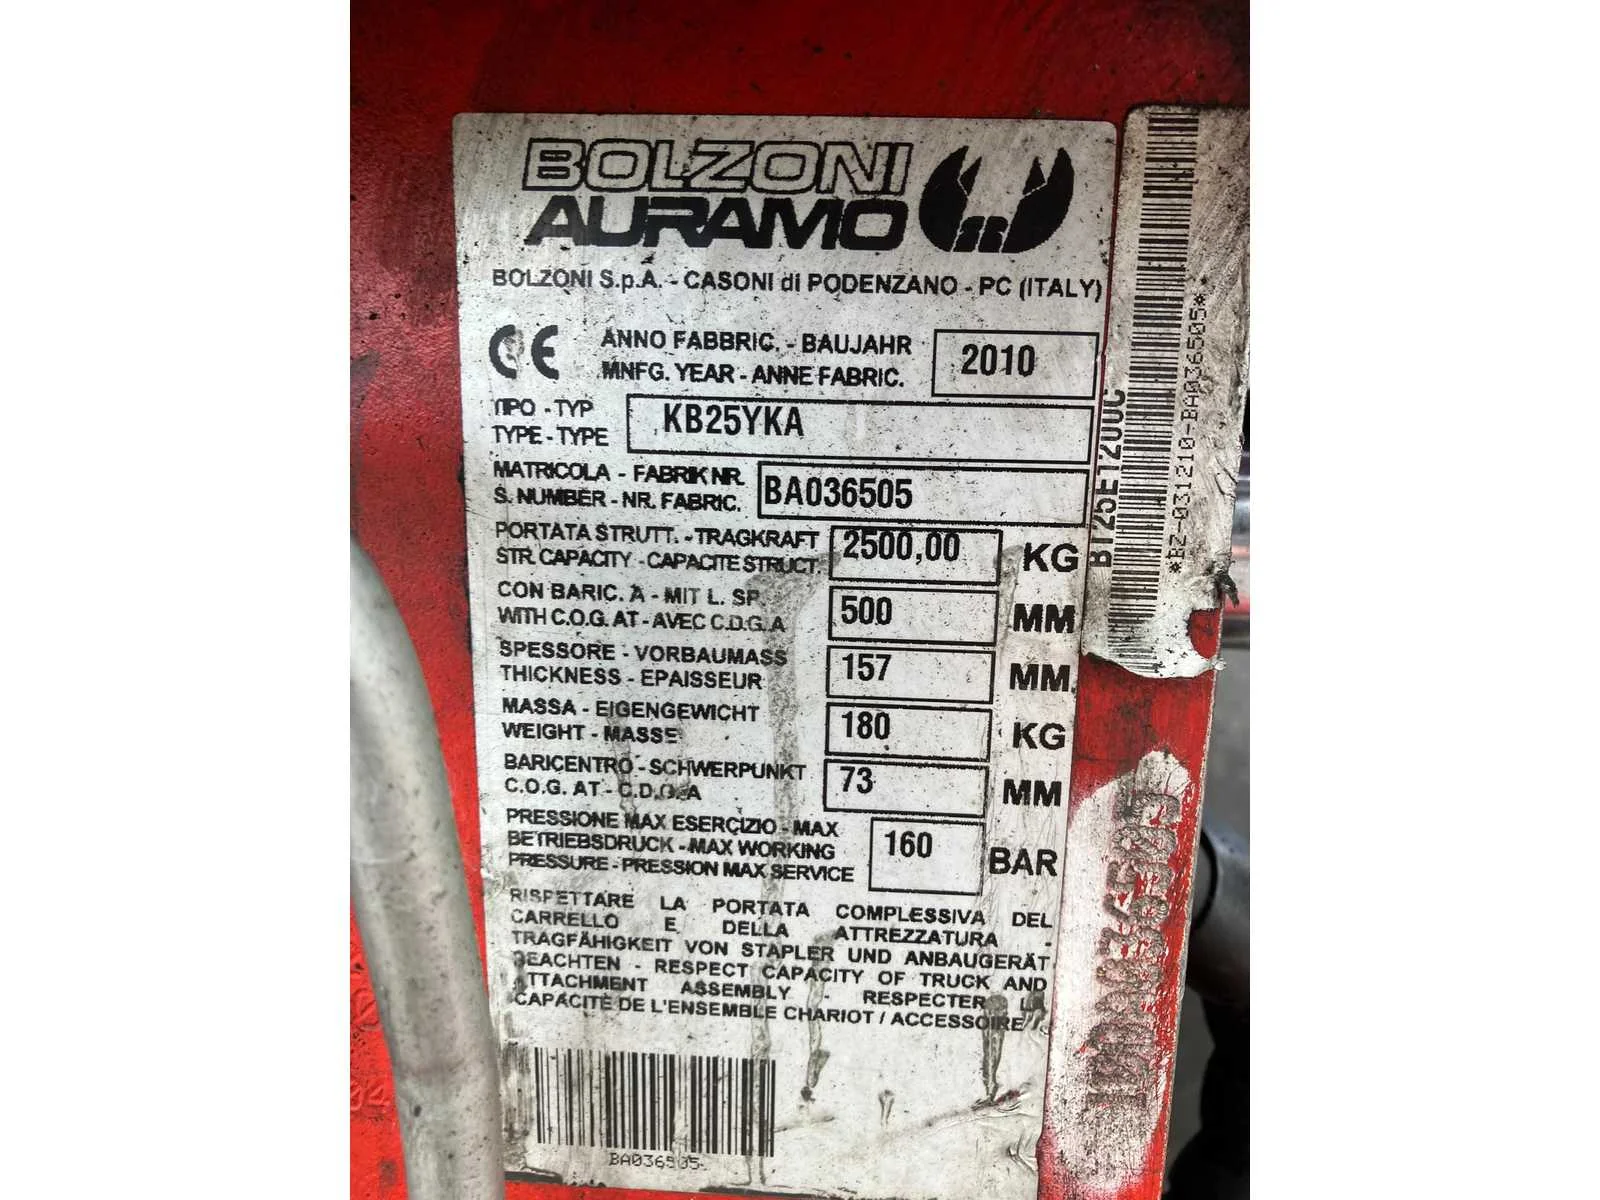 BOLZONI
AURAMO
BOLZONI S.p.A. - CASONI di PODENZANO - PC (ITALY)
CE
ANNO FABBRIC. - BAUJAHR
MNFG. YEAR - ANNE FABRIC.
2010
TIPO - TYP
TYPE - TYPE
KB25YKA
MATRICOLA - FABRIK NR.
S. NUMBER - NR. FABRIC.
BA036505
PORTATA STRUTT. - TRAGKRAFT
STR. CAPACITY - CAPACITE STRUCT.
2500,00 KG
CON BARIC. A - MIT L. SP.
WITH C.O.G. AT - AVEC C.D.G. A
500 MM
SPESSORE - VORBAUMASS
THICKNESS - EPAISSEUR
157 MM
MASSA - EIGENGEWICHT
WEIGHT - MASSE
180 KG
BARICENTRO - SCHWERPUNKT
C.O.G. AT - C.D.G. A
73 MM
PRESSIONE MAX ESERCIZIO - MAX
BETRIEBSDRUCK - MAX WORKING
PRESSURE - PRESSION MAX SERVICE
160 BAR
RISPETTARE LA PORTATA COMPLESSIVA DEL
CARRELLO E DELLA ATTREZZATURA -
TRAGFÄHIGKEIT VON STAPLER UND ANBAUGERÄT
BEACHTEN - RESPECT CAPACITY OF TRUCK AND
ATTACHMENT ASSEMBLY - RESPECTER LA
CAPACITÈ DE L'ENSEMBLE CHARIOT / ACCESSOIRE
BA036505
BT25E1200C
*BZ-031210-BA036505*
BA036505